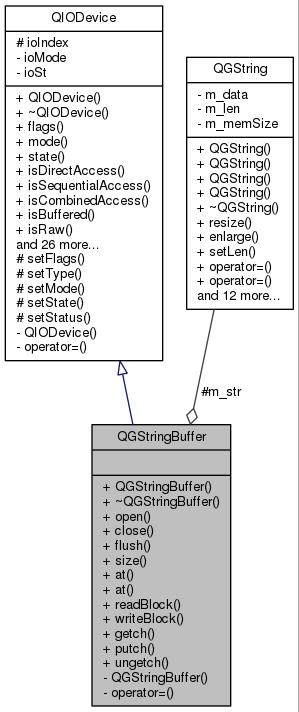 QIODevice
# ioIndex
- ioMode
- ioSt
+ QIODevice()
+ ~QIODevice()
+ flags()
+ mode()
+ state()
+ isDirectAccess()
+ isSequentialAccess()
+ isCombinedAccess()
+ isBuffered()
+ isRaw()
and 26 more...
# setFlags()
# setType()
# setMode()
# setState()
# setStatus()
- QIODevice()
- operator=()
QGString
- m_data
- m_len
- m_memSize
+ QGString()
+ QGString()
+ QGString()
+ QGString()
+ ~QGString()
+ resize()
+ enlarge()
+ setLen()
+ operator=()
+ operator=()
and 12 more...
#m_str
QGStringBuffer
+ QGStringBuffer()
+ ~QGStringBuffer()
+ open()
+ close()
+ flush()
+ size()
+ at()
+ at()
+ readBlock()
+ writeBlock()
+ getch()
+ putch()
+ ungetch()
- QGStringBuffer()
- operator=()